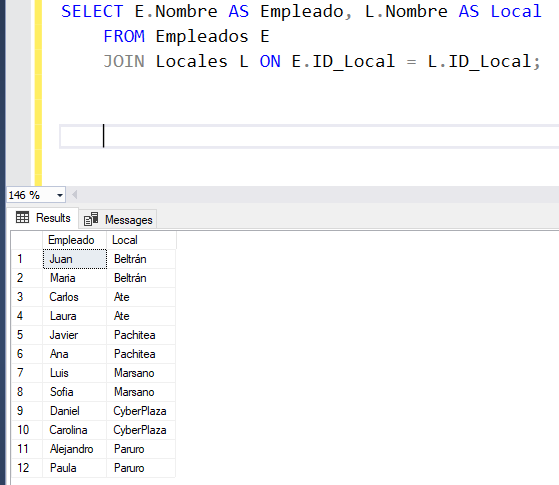 SELECT E.Nombre AS Empleado, L.Nombre AS Local
FROM Empleados E
JOIN Locales L ON E.ID_Local = L.ID_Local;
146 %
Results Messages
Empleado Local
1 Juan Beltrán
2 Maria Beltrán
3 Carlos Ate
4 Laura Ate
5 Javier Pachitea
6 Ana Pachitea
7 Luis Marsano
8 Sofia Marsano
9 Daniel CyberPlaza
10 Carolina CyberPlaza
11 Alejandro Paruro
12 Paula Paruro